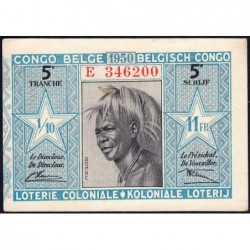 CONGO BELGE 1950 BELGISCH CONGO
5e TRANCHE
E 346200
5e SCHIJF
1/10
11 FR
Le Directeur, De Directeur,
Le Président, De Voorzitter,
LOTERIE COLONIALE ★ KOLONIALE LOTERIJ